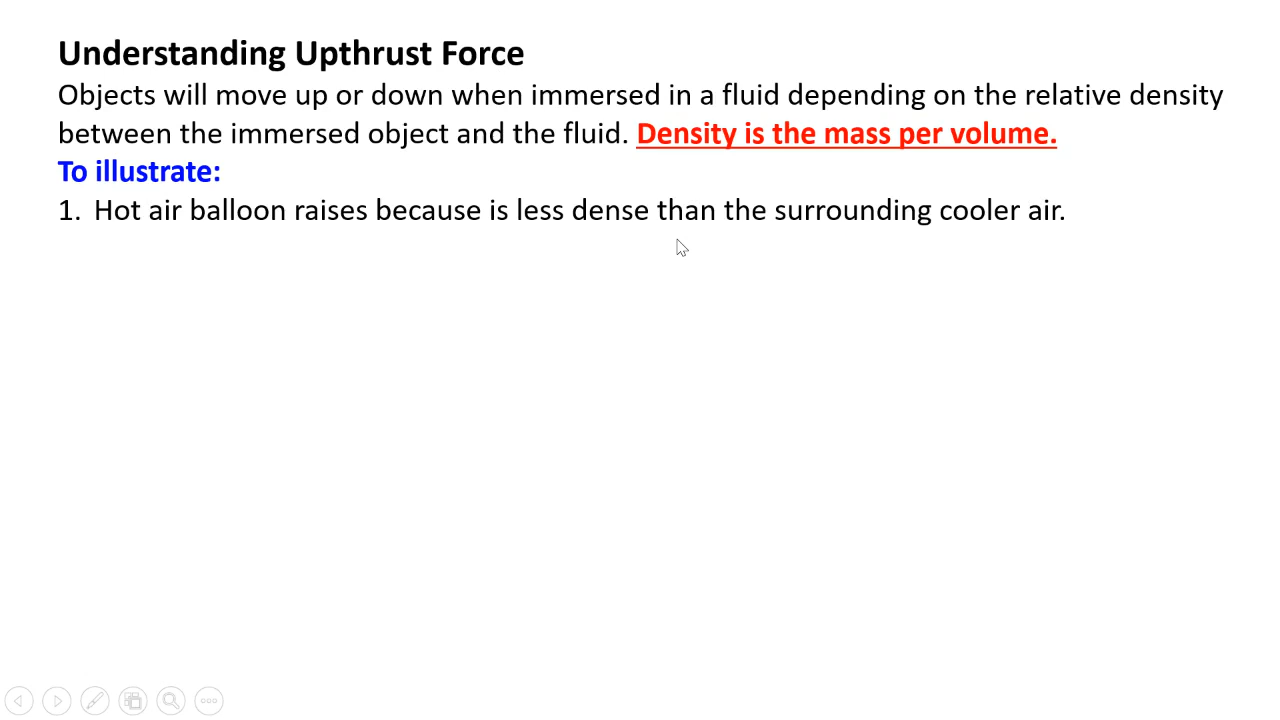 Understanding Upthrust Force
Objects will move up or down when immersed in a fluid depending on the relative density
between the immersed object and the fluid. Density is the mass per volume.
To illustrate:
1. Hot air balloon raises because is less dense than the surrounding cooler air.